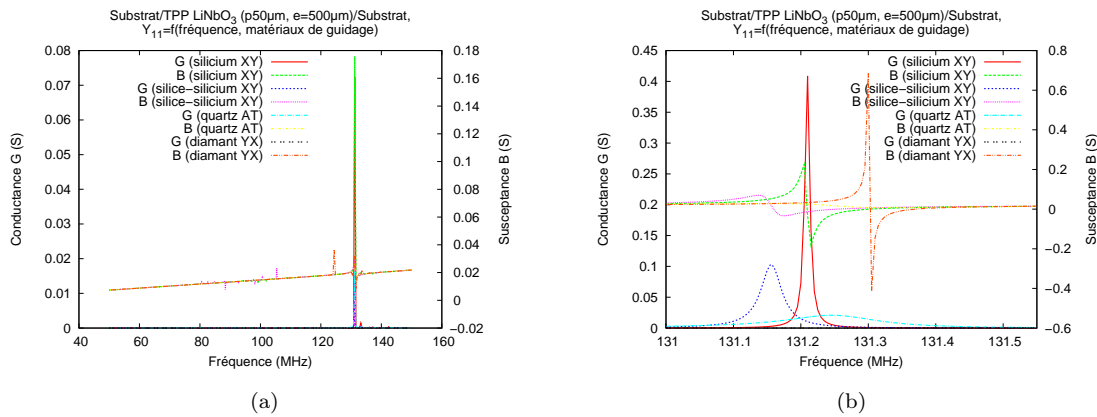 Substrat/TPP LiNbO3 (p50µm, e=500µm)/Substrat,
Y11=f(fréquence, matériaux de guidage)
0.08
0.07
0.06
0.05
0.04
0.03
0.02
0.01
0
Conductance G (S)
G (silicium XY)
B (silicium XY)
G (silice−silicium XY)
B (silice−silicium XY)
G (quartz AT)
B (quartz AT)
G (diamant YX)
B (diamant YX)
0.18
0.16
0.14
0.12
0.1
0.08
0.06
0.04
0.02
0
−0.02
Susceptance B (S)
40 60 80 100 120 140 160
Fréquence (MHz)
(a)
Substrat/TPP LiNbO3 (p50µm, e=500µm)/Substrat,
Y11=f(fréquence, matériaux de guidage)
0.45
0.4
0.35
0.3
0.25
0.2
0.15
0.1
0.05
0
Conductance G (S)
G (silicium XY)
B (silicium XY)
G (silice−silicium XY)
B (silice−silicium XY)
G (quartz AT)
B (quartz AT)
G (diamant YX)
B (diamant YX)
0.8
0.6
0.4
0.2
0
−0.2
−0.4
−0.6
Susceptance B (S)
131 131.1 131.2 131.3 131.4 131.5
Fréquence (MHz)
(b)